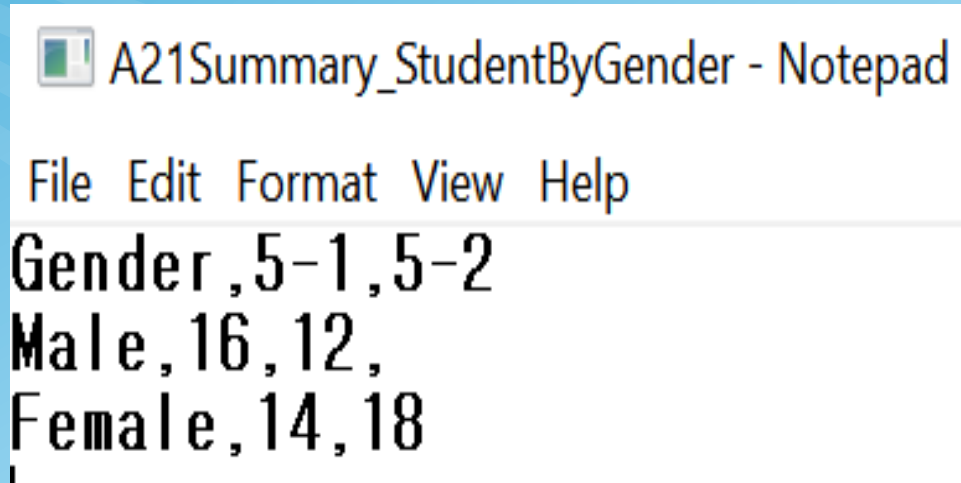 A21Summary_StudentByGender - Notepad
File Edit Format View Help
Gender,5-1,5-2
Male,16,12,
Female,14,18